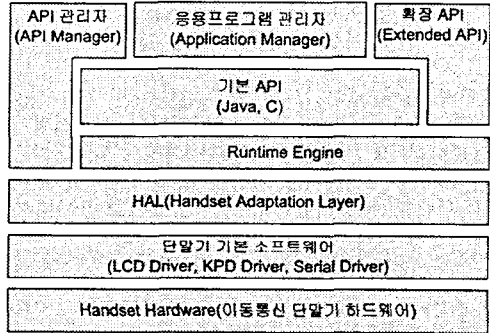 API 관리자
(API Manager)
응용프로그램 관리자
(Application Manager)
확장 API
(Extended API)
기본 API
(Java, C)
Runtime Engine
HAL(Handset Adaptation Layer)
단말기 기본 소프트웨어
(LCD Driver, KPD Driver, Serial Driver)
Handset Hardware(이동통신 단말기 하드웨어)